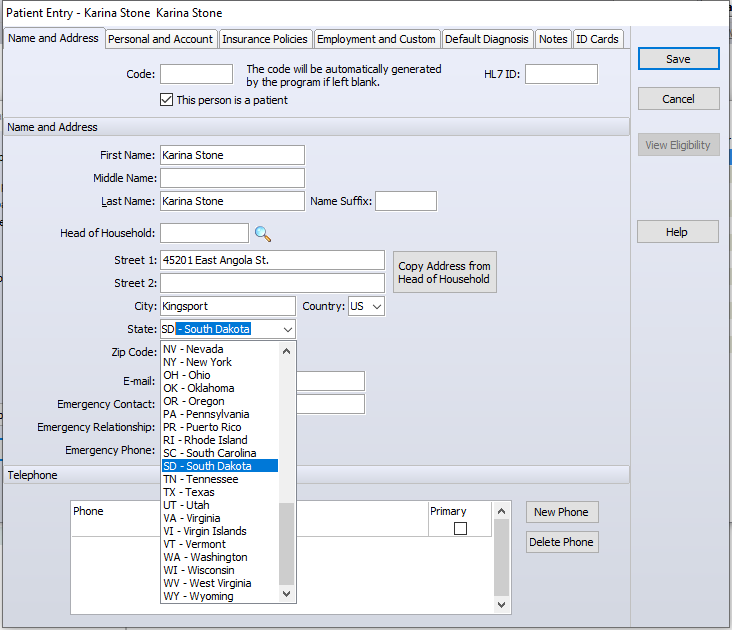 Patient Entry - Karina Stone  Karina Stone
Name and Address
Personal and Account
Insurance Policies
Employment and Custom
Default Diagnosis
Notes
ID Cards
Code:
The code will be automatically generated
by the program if left blank.
HL7 ID:
This person is a patient
Save
Cancel
View Eligibility
Help
Name and Address
First Name: Karina Stone
Middle Name:
Last Name: Karina Stone
Name Suffix:
Head of Household:
Street 1: 45201 East Angola St.
Street 2:
Copy Address from
Head of Household
City: Kingsport
Country: US
State: SD - South Dakota
Zip Code:
E-mail:
Emergency Contact:
Emergency Relationship:
Emergency Phone:
NV - Nevada
NY - New York
OH - Ohio
OK - Oklahoma
OR - Oregon
PA - Pennsylvania
PR - Puerto Rico
RI - Rhode Island
SC - South Carolina
SD - South Dakota
TN - Tennessee
TX - Texas
UT - Utah
VA - Virginia
VI - Virgin Islands
VT - Vermont
WA - Washington
WI - Wisconsin
WV - West Virginia
WY - Wyoming
Telephone
Phone
Primary
New Phone
Delete Phone